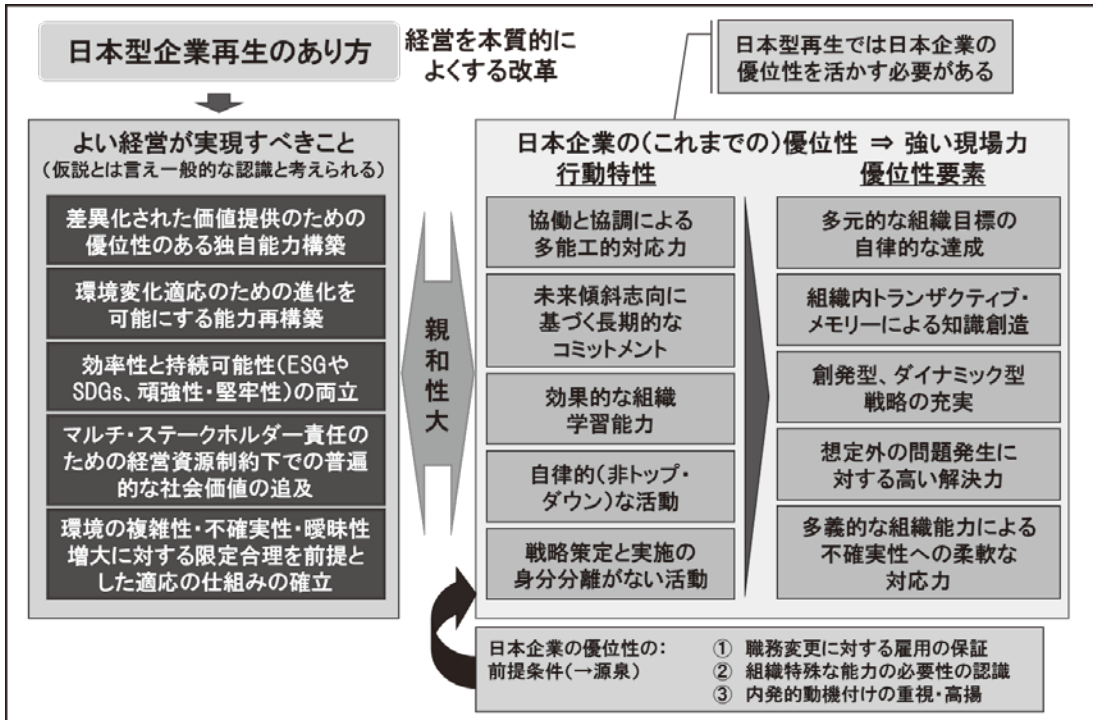 日本型企業再生のあり方
経営を本質的に
よくする改革
日本型再生では日本企業の
優位性を活かす必要がある
よい経営が実現すべきこと
(仮説とは言え一般的な認識と考えられる)
差異化された価値提供のための
優位性のある独自能力構築
環境変化適応のための進化を
可能にする能力再構築
効率性と持続可能性(ESGや
SDGs、頑強性・堅牢性)の両立
マルチ・ステークホルダー責任の
ための経営資源制約下での普遍
的な社会価値の追及
環境の複雑性・不確実性・曖昧性
増大に対する限定合理を前提と
した適応の仕組みの確立
親和性大
日本企業の(これまでの)優位性 ⇒ 強い現場力
行動特性
協働と協調による
多能工的対応力
未来傾斜志向に
基づく長期的な
コミットメント
効果的な組織
学習能力
自律的(非トップ・
ダウン)な活動
戦略策定と実施の
身分分離がない活動
優位性要素
多元的な組織目標の
自律的な達成
組織内トランザクティブ・
メモリーによる知識創造
創発型、ダイナミック型
戦略の充実
想定外の問題発生に
対する高い解決力
多義的な組織能力による
不確実性への柔軟な
対応力
日本企業の優位性の:
前提条件(→源泉)
① 職務変更に対する雇用の保証
② 組織特殊な能力の必要性の認識
③ 内発的動機付けの重視・高揚